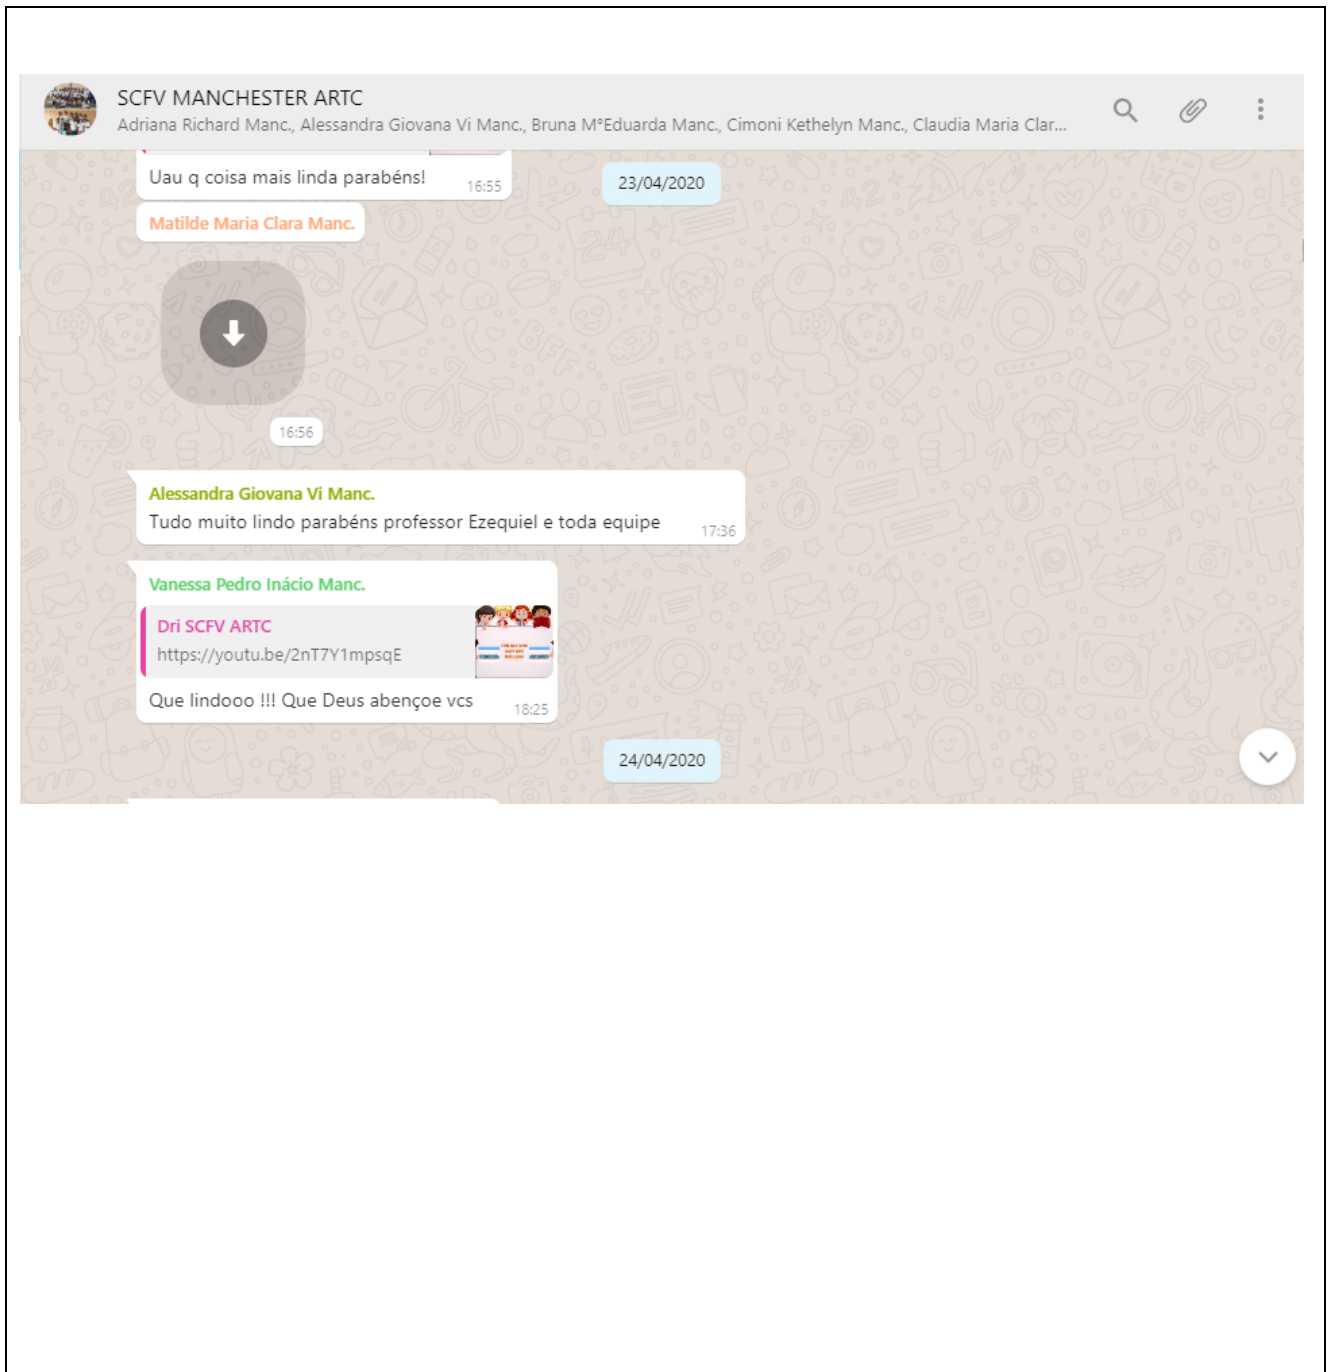 SCFV MANCHESTER ARTC
Adriana Richard Manc., Alessandra Giovana Vi Manc., Bruna MªEduarda Manc., Cimoni Kethelyn Manc., Claudia Maria Clar...
Uau q coisa mais linda parabéns!
16:55
23/04/2020
Matilde Maria Clara Manc.
16:56
Alessandra Giovana Vi Manc.
Tudo muito lindo parabéns professor Ezequiel e toda equipe
17:36
Vanessa Pedro Inácio Manc.
Dri SCFV ARTC
https://youtu.be/2nT7Y1mpsqE
Que lindooo !!! Que Deus abençoe vcs
18:25
24/04/2020